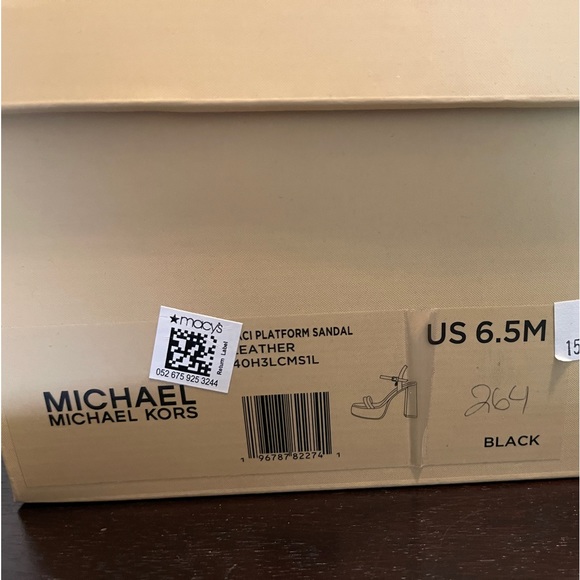 ★macy's
Return Label
052 675 925 3244
CI PLATFORM SANDAL
LEATHER
40H3LCMS1L
MICHAEL
MICHAEL KORS
1 96787 82274 1
US 6.5M
264
BLACK
15